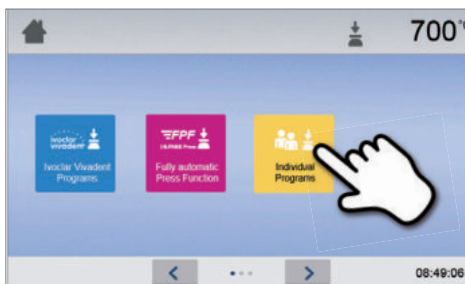 700°
ivoclar
vivadent
Ivoclar Vivadent
Programs
FPF
Fully automatic
Press Function
Individual
Programs
08:49:06